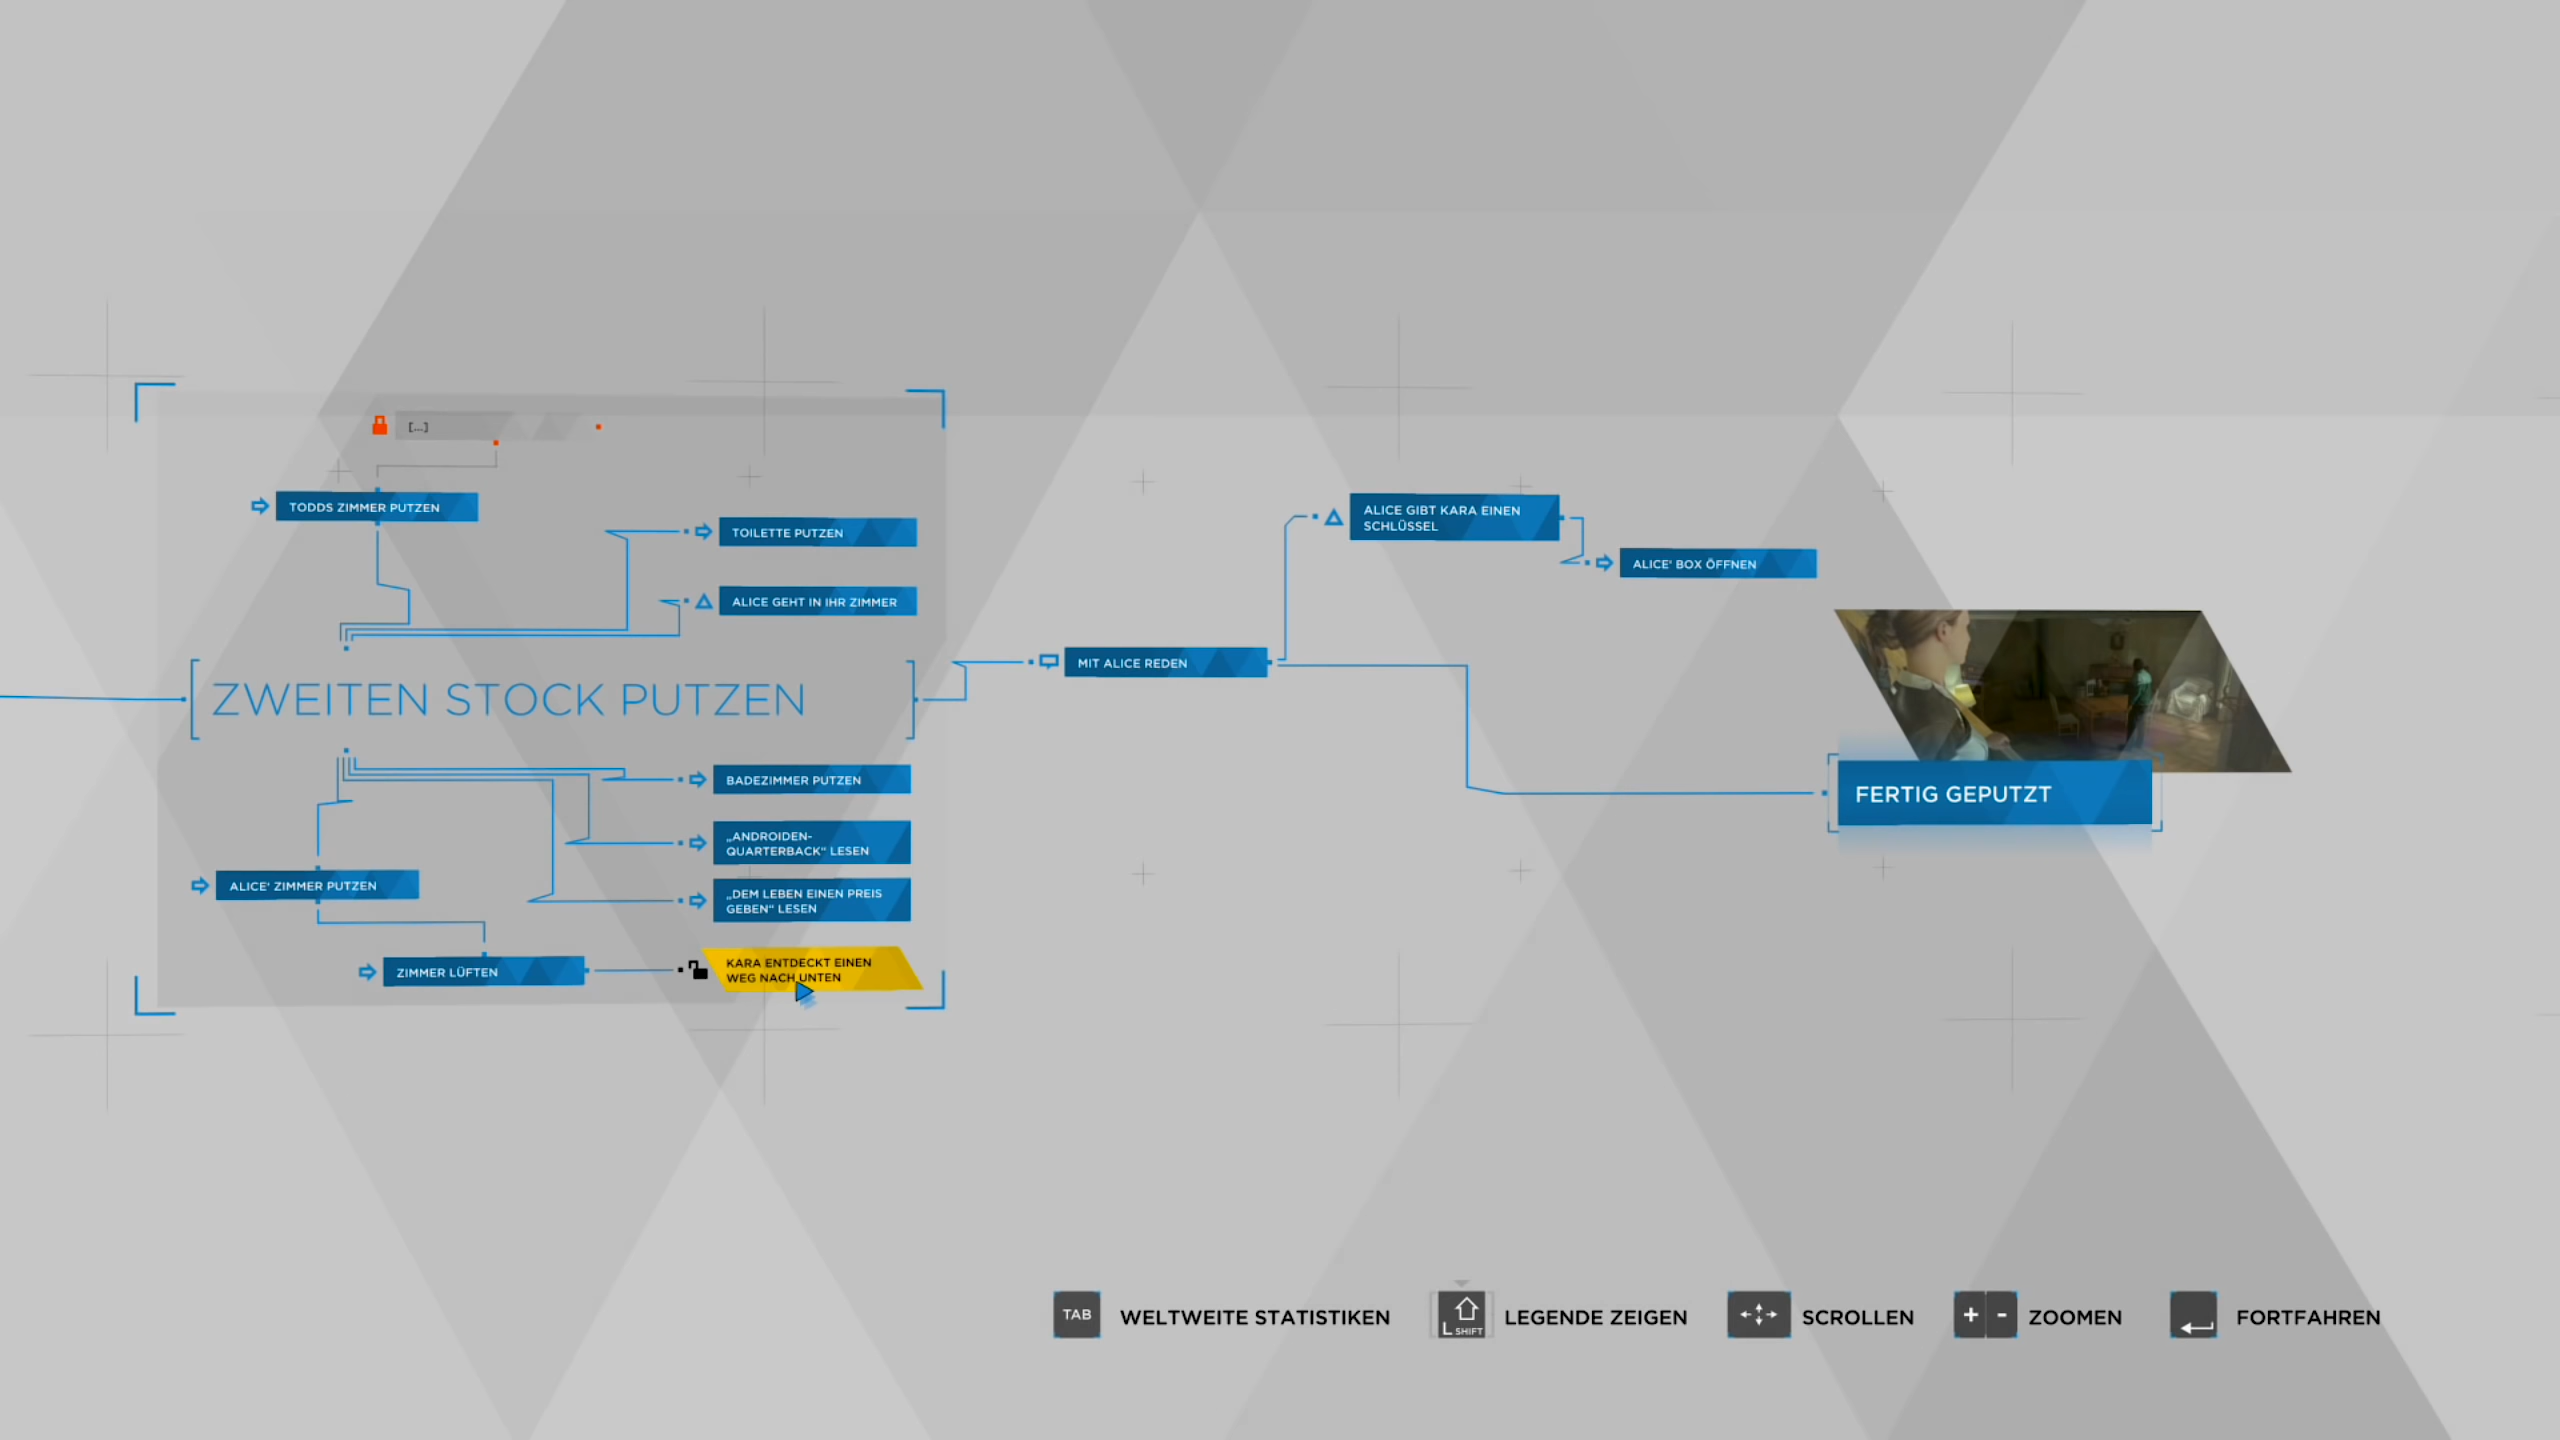 [...]
TODDS ZIMMER PUTZEN
TOILETTE PUTZEN
ALICE GEHT IN IHR ZIMMER
ZWEITEN STOCK PUTZEN
BADEZIMMER PUTZEN
„ANDROIDEN-
QUARTERBACK“ LESEN
ALICE' ZIMMER PUTZEN
„DEM LEBEN EINEN PREIS
GEBEN“ LESEN
ZIMMER LÜFTEN
KARA ENTDECKT EINEN
WEG NACH UNTEN
MIT ALICE REDEN
ALICE GIBT KARA EINEN
SCHLÜSSEL
ALICE' BOX ÖFFNEN
FERTIG GEPUTZT
TAB WELTWEITE STATISTIKEN
L SHIFT LEGENDE ZEIGEN
SCROLLEN
+ - ZOOMEN
FORTFAHREN